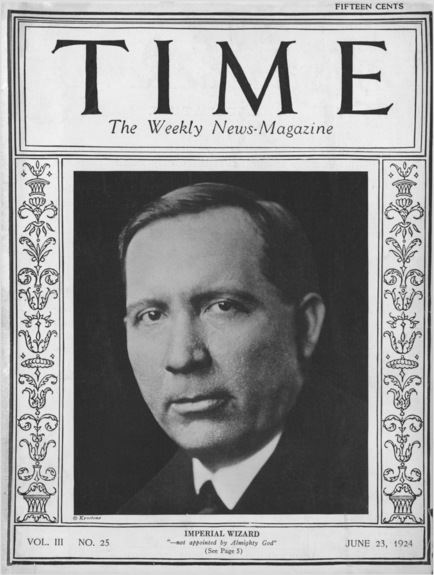 FIFTEEN CENTS
TIME
The Weekly News-Magazine
© Keystone
IMPERIAL WIZARD
"—not appointed by Almighty God"
(See Page 5)
VOL. III NO. 25
JUNE 23, 1924